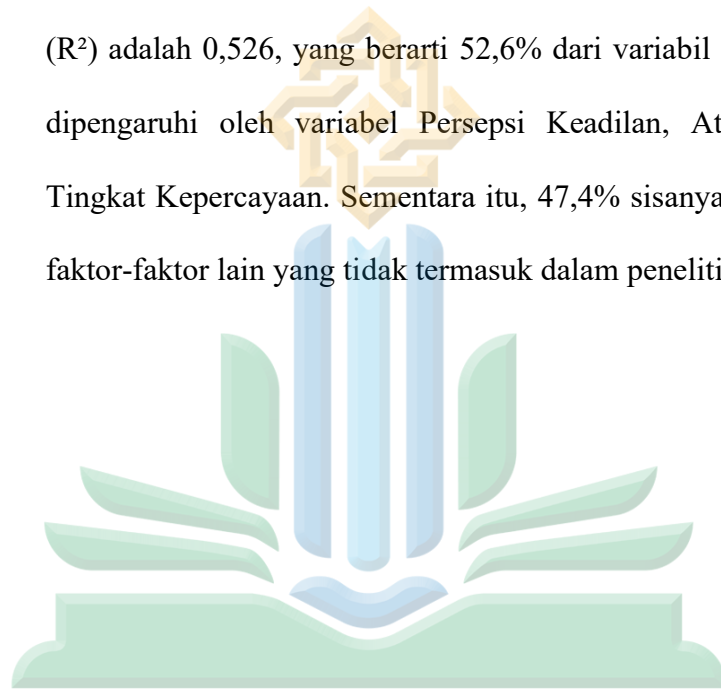 (R²) adalah 0,526, yang berarti 52,6% dari variabil
dipengaruhi oleh variabel Persepsi Keadilan, At
Tingkat Kepercayaan. Sementara itu, 47,4% sisanya
faktor-faktor lain yang tidak termasuk dalam peneliti